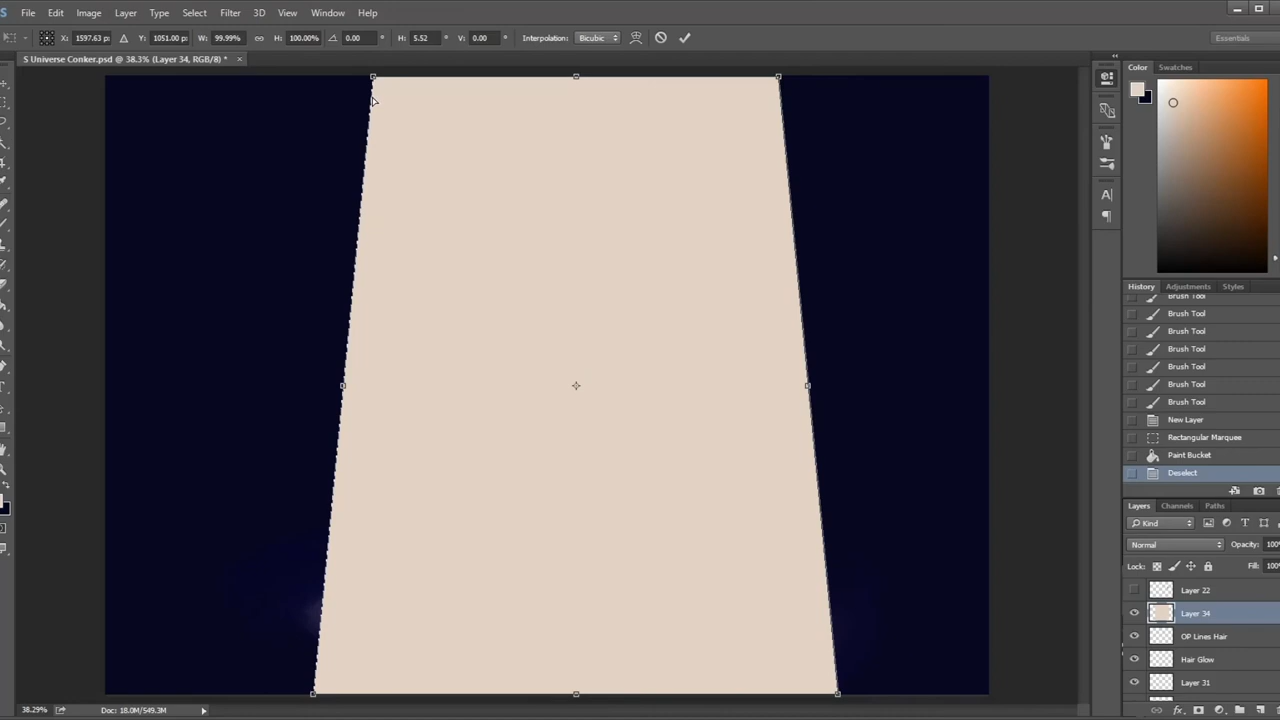 File Edit Image Layer Type Select Filter 3D View Window Help
X: 1597.63 p: Y: 1051.00 p: W: 99.99% H: 100.00% 0.00 ° H: 5.52 ° V: 0.00 ° Interpolation: Bicubic Essentials
S Universe Conker.psd @ 38.3% (Layer 34, RGB/8) * ×
Color Swatches
History Adjustments Styles
Brush Tool
Brush Tool
Brush Tool
Brush Tool
Brush Tool
Brush Tool
Brush Tool
New Layer
Rectangular Marquee
Paint Bucket
Deselect
Layers Channels Paths
Kind
Normal Opacity: 100%
Lock: Fill: 100%
Layer 22
Layer 34
OP Lines Hair
Hair Glow
Layer 31
38.29% Doc: 18.0M/549.3M